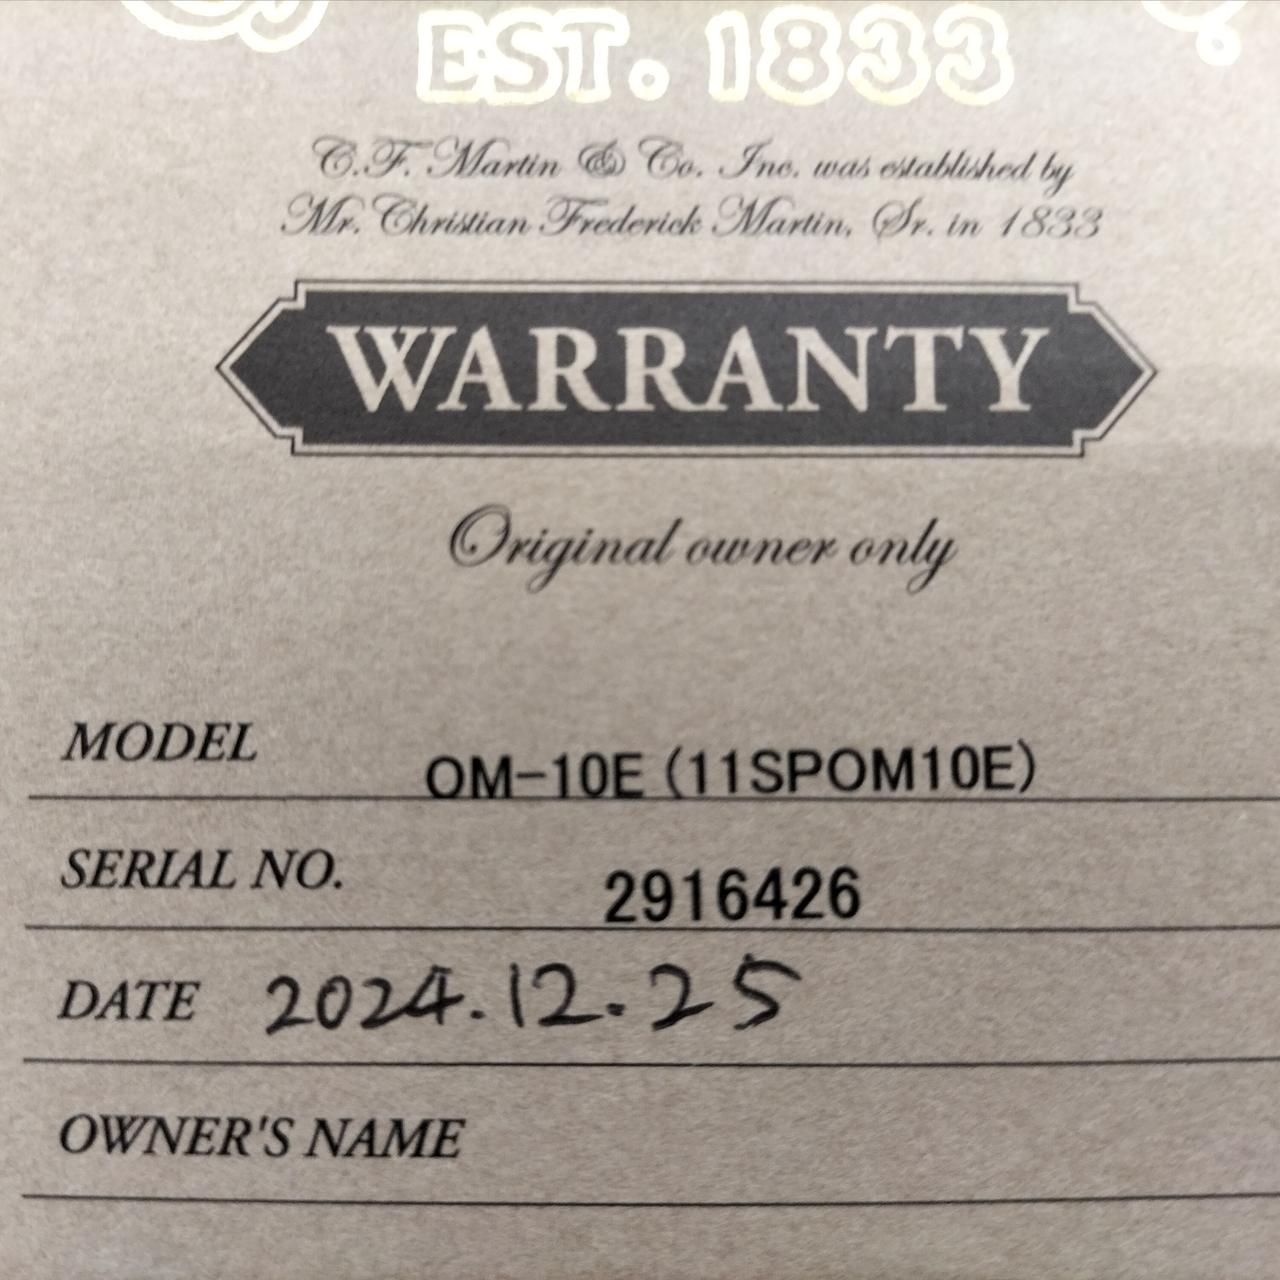 EST. 1833
C.F. Martin & Co. Inc. was established by
Mr. Christian Frederick Martin, Sr. in 1833
WARRANTY
Original owner only
MODEL OM-10E (11SPOM10E)
SERIAL NO. 2916426
DATE 2024.12.25
OWNER'S NAME